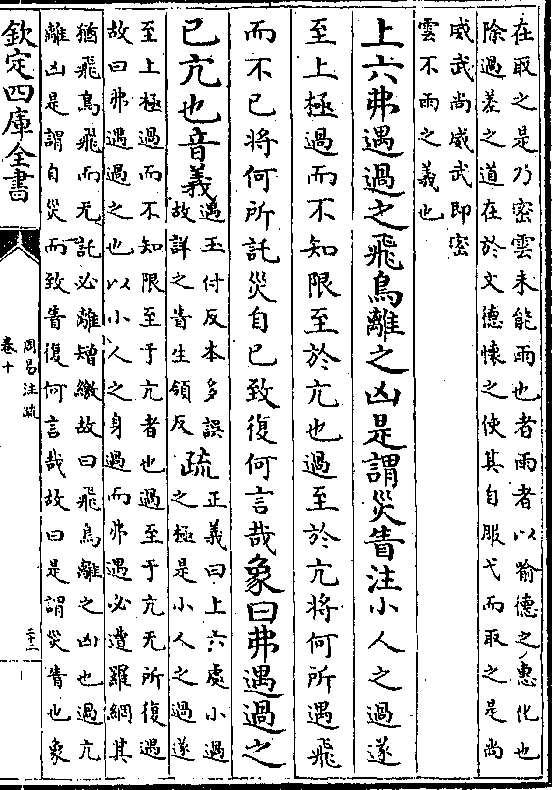 在取之是乃密雲未能雨也者雨者以喻德之惠化也
除過差之道在於文德懷之使其自服弋而取之是尚
威武尚威武即密
雲不雨之義也
上六弗遇過之飛鳥離之凶是謂災眚注小人之過遂
至上極過而不知限至於亢也過至於亢將何所遇飛
而不已將何所託災自己致復何言哉象曰弗遇過之
已亢也音義
遇玉付反本多誤
故詳之眚生領反
疏
正義曰上六處小過
之極是小人之過遂
至上極過而不知限至于亢者也過至于亢无所復遇
故曰弗遇過之也以小人之身過而弗遇必遭羅網其
猶飛鳥飛而无託必離矰繳故曰飛鳥離之凶也過亢
離凶是謂自災而致眚復何言哉故曰是謂災眚也象
欽定四庫全書
周易注疏
卷十
三十二